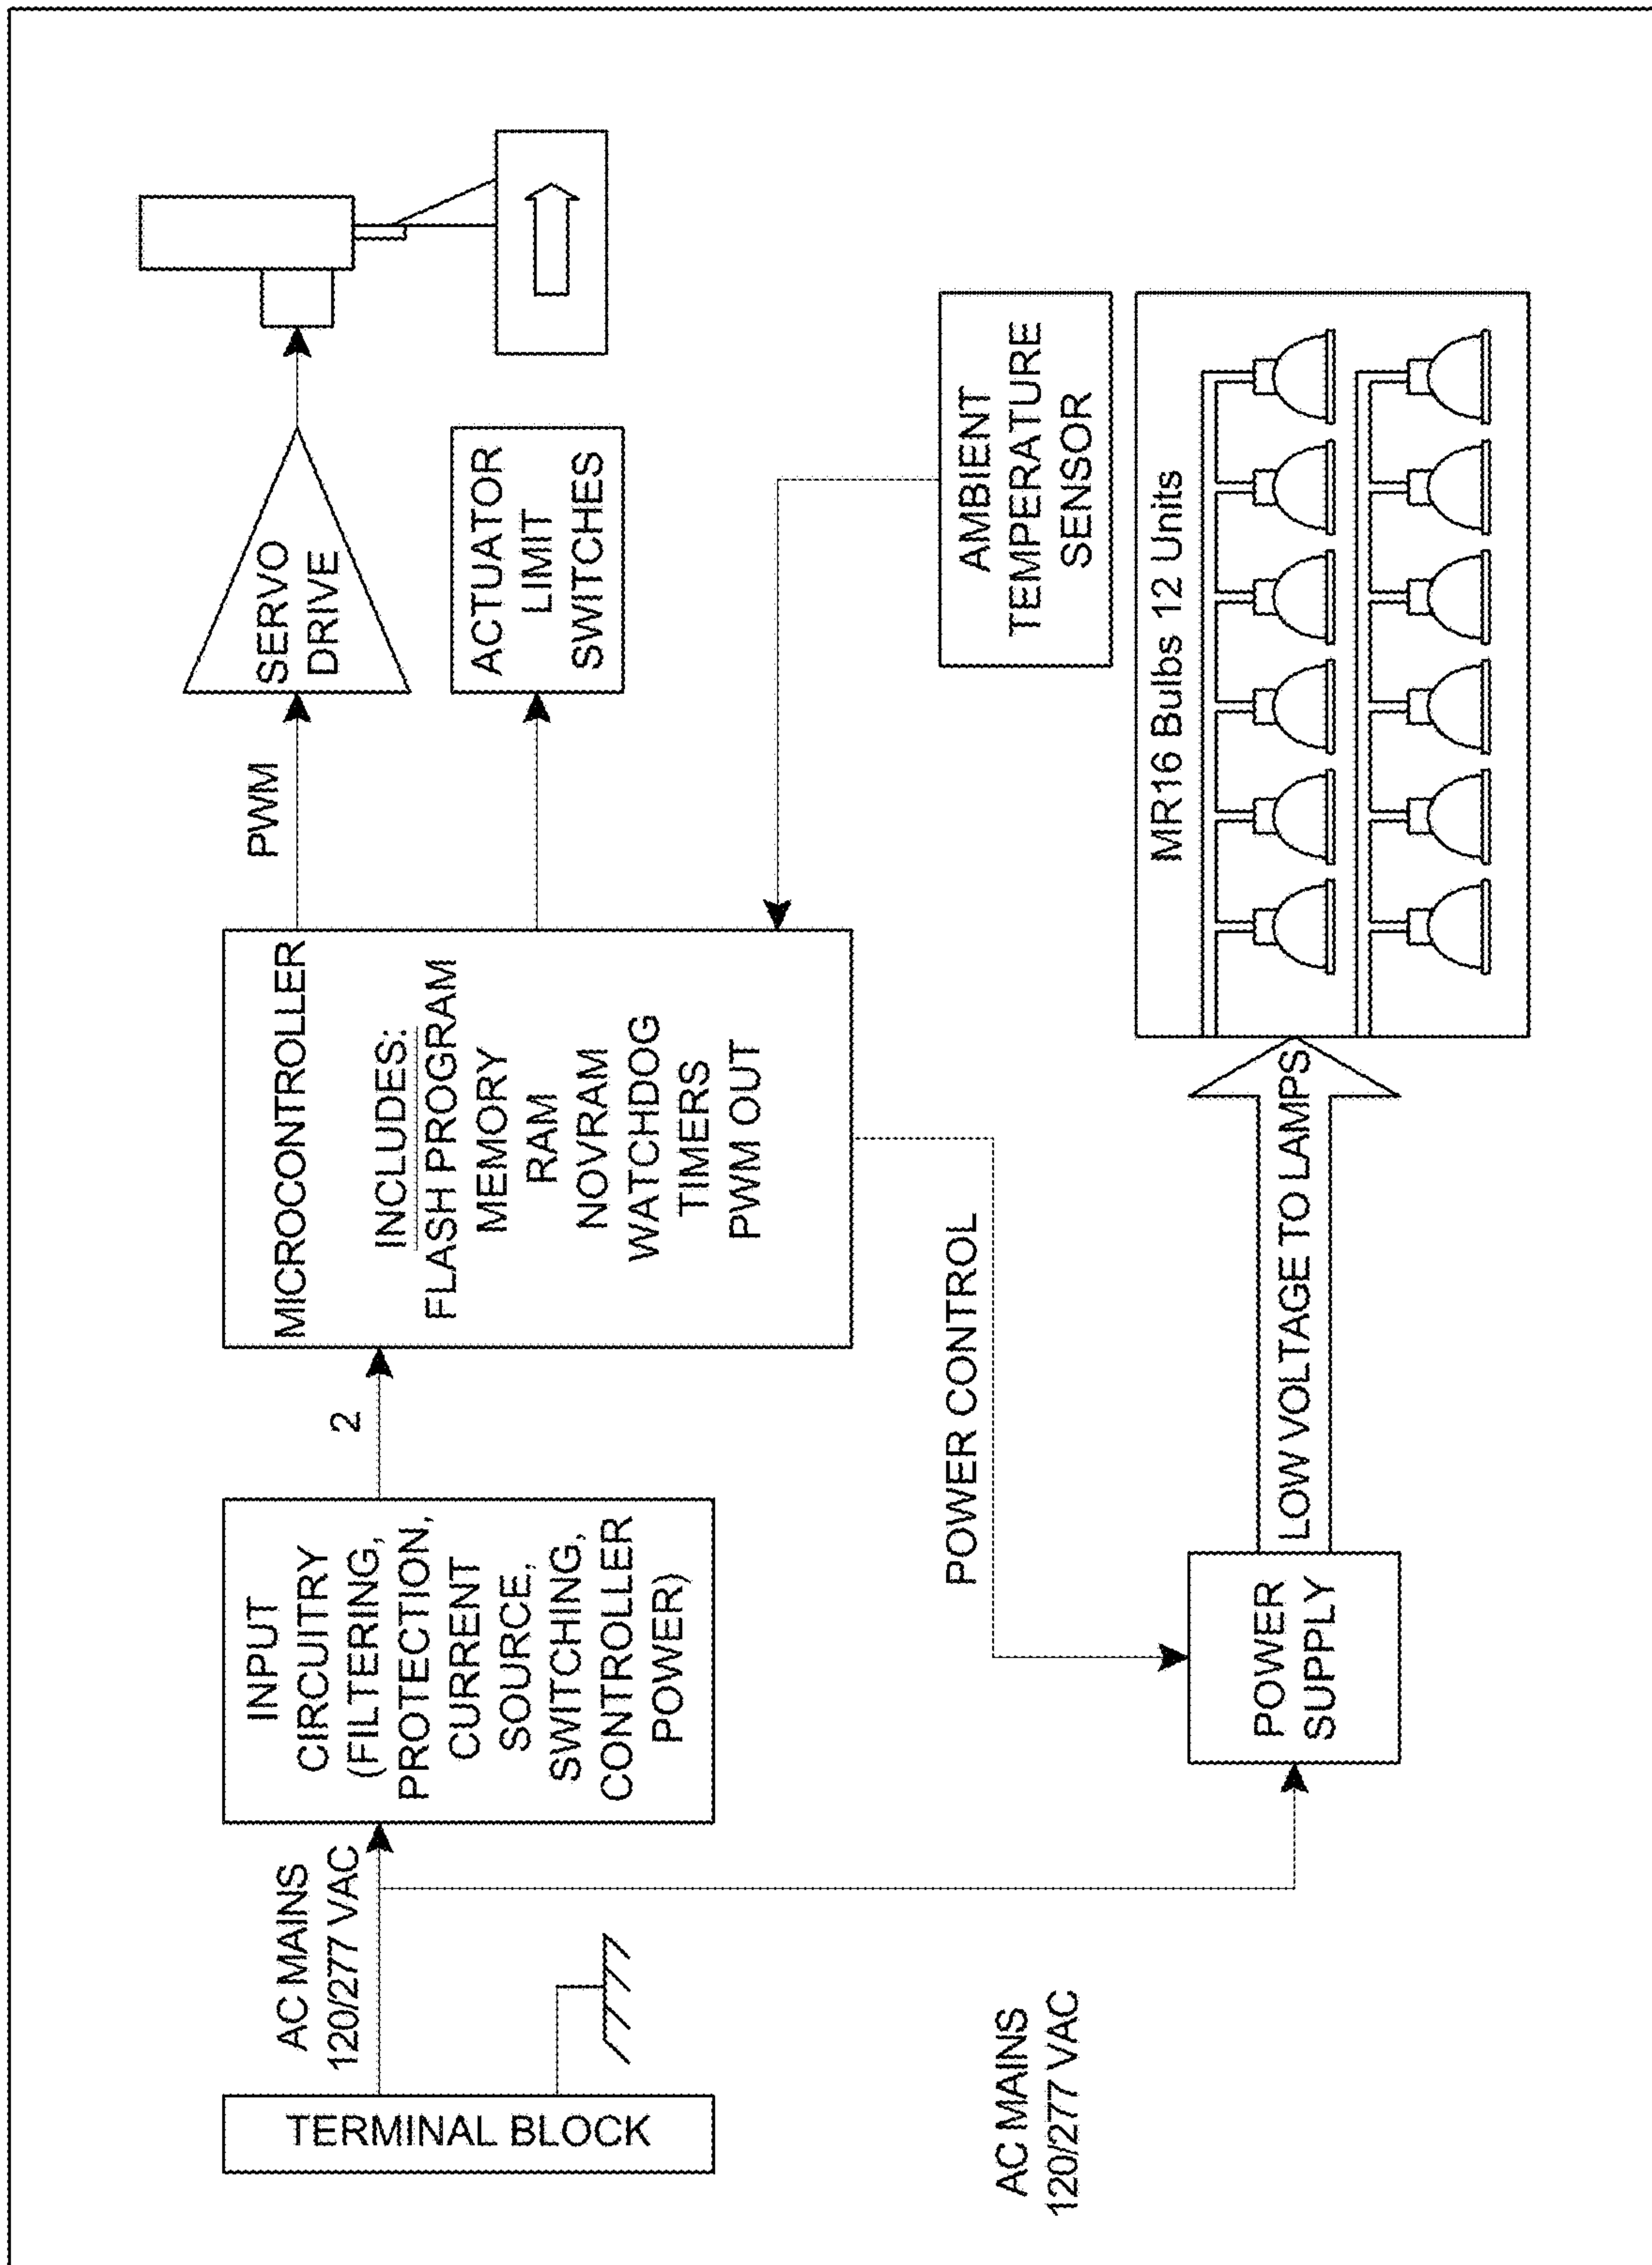 TERMINAL BLOCK
AC MAINS
120/277 VAC
INPUT
CIRCUITRY
(FILTERING,
PROTECTION,
CURRENT
SOURCE,
SWITCHING,
CONTROLLER
POWER)
2
MICROCONTROLLER
INCLUDES:
FLASH PROGRAM
MEMORY
RAM
NOVRAM
WATCHDOG
TIMERS
PWM OUT
PWM
SERVO
DRIVE
ACTUATOR
LIMIT
SWITCHES
AMBIENT
TEMPERATURE
SENSOR
POWER CONTROL
AC MAINS
120/277 VAC
POWER
SUPPLY
LOW VOLTAGE TO LAMPS
MR16 Bulbs 12 Units